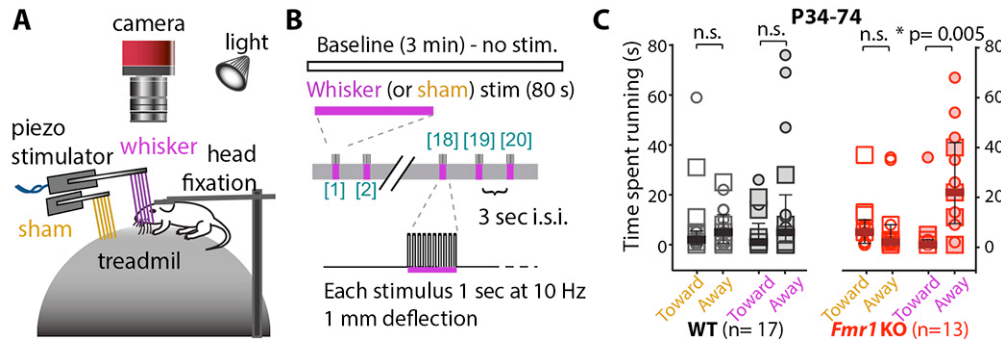 A
camera
light
piezo
stimulator
whisker
head
fixation
sham
treadmil
B
Baseline (3 min) - no stim.
Whisker (or sham) stim (80 s)
[18] [19] [20]
[1] [2]
3 sec i.s.i.
Each stimulus 1 sec at 10 Hz
1 mm deflection
C
P34-74
n.s. n.s. n.s. * p= 0.005
Time spent running (s)
80 80
60 60
40 40
20 20
0 0
Toward Away Toward Away Toward Away Toward Away
WT (n= 17) Fmr1 KO (n=13)